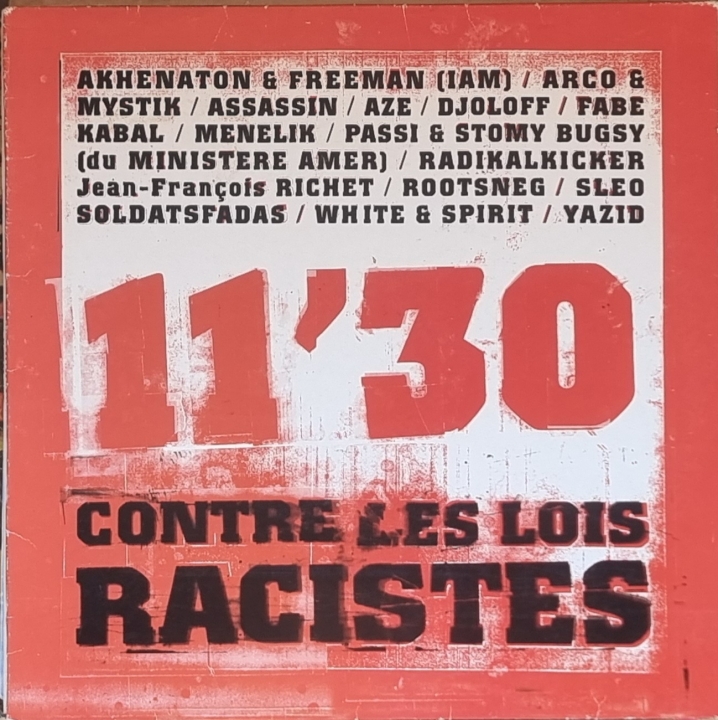 AKHENATON & FREEMAN (IAM) / ARCO &
MYSTIK / ASSASSIN / AZE / DJOLOFF / FABE
KABAL / MENELIK / PASSI & STOMY BUGSY
(du MINISTERE AMER) / RADIKALKICKER
Jean-François RICHET / ROOTSNEG / SLEO
SOLDATSFADAS / WHITE & SPIRIT / YAZID
11'30
CONTRE LES LOIS
RACISTES